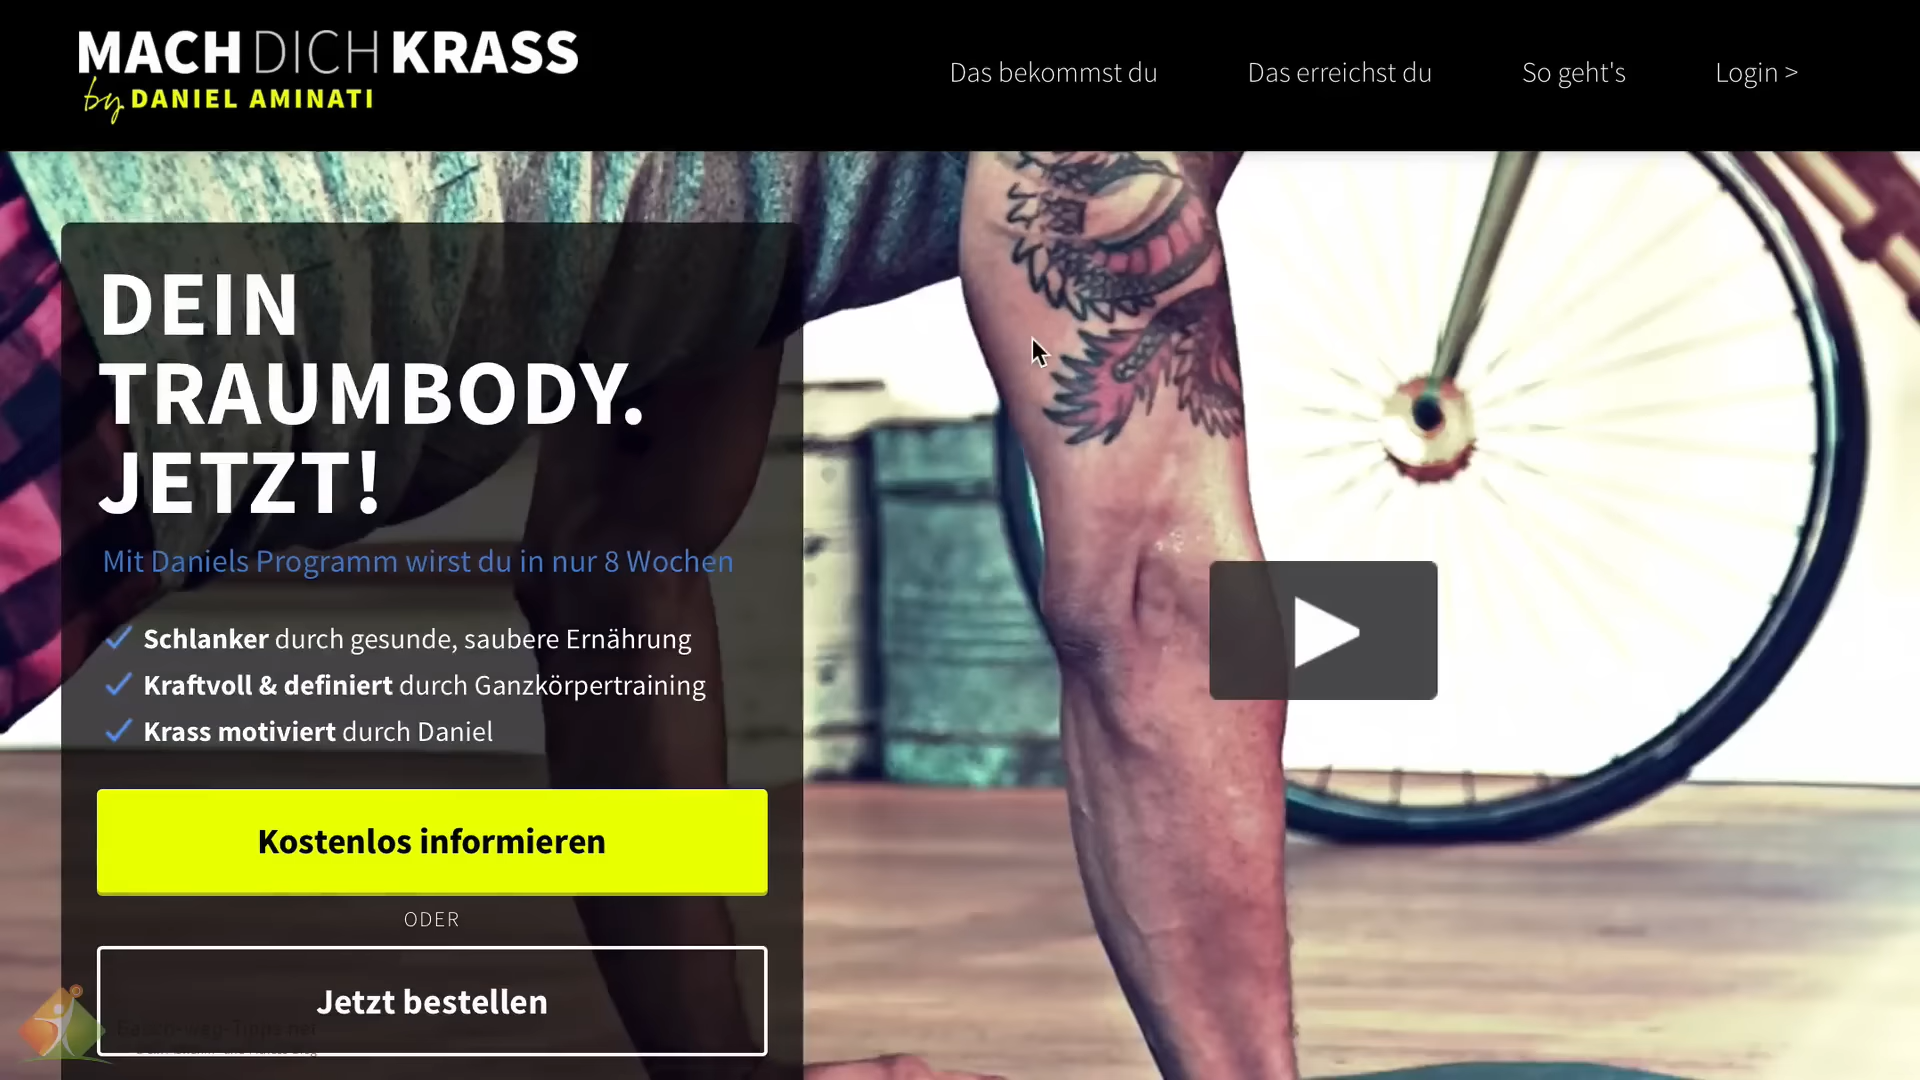 MACH DICH KRASS
by DANIEL AMINATI
Das bekommst du
Das erreichst du
So geht's
Login >
DEIN
TRAUMBODY.
JETZT!
Mit Daniels Programm wirst du in nur 8 Wochen
Schlanker durch gesunde, saubere Ernährung
Kraftvoll & definiert durch Ganzkörpertraining
Krass motiviert durch Daniel
Kostenlos informieren
ODER
Jetzt bestellen